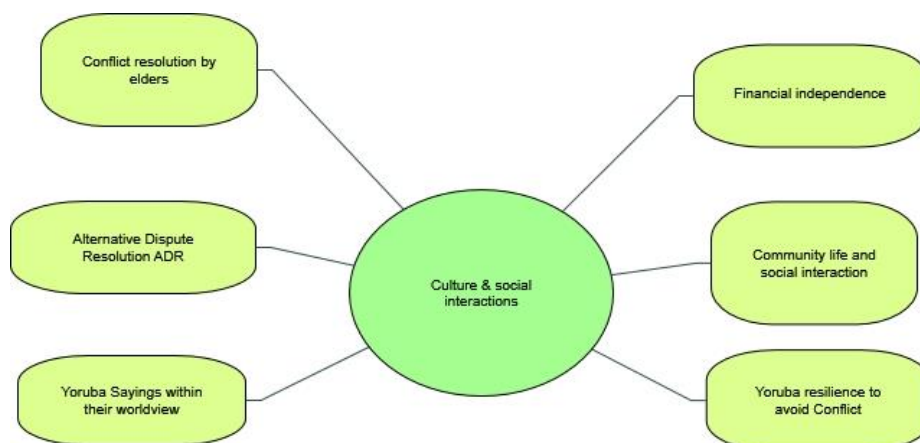 Conflict resolution by
elders
Financial independence
Alternative Dispute
Resolution ADR
Culture & social
interactions
Community life and
social interaction
Yoruba Sayings within
their worldview
Yoruba resilience to
avoid Conflict